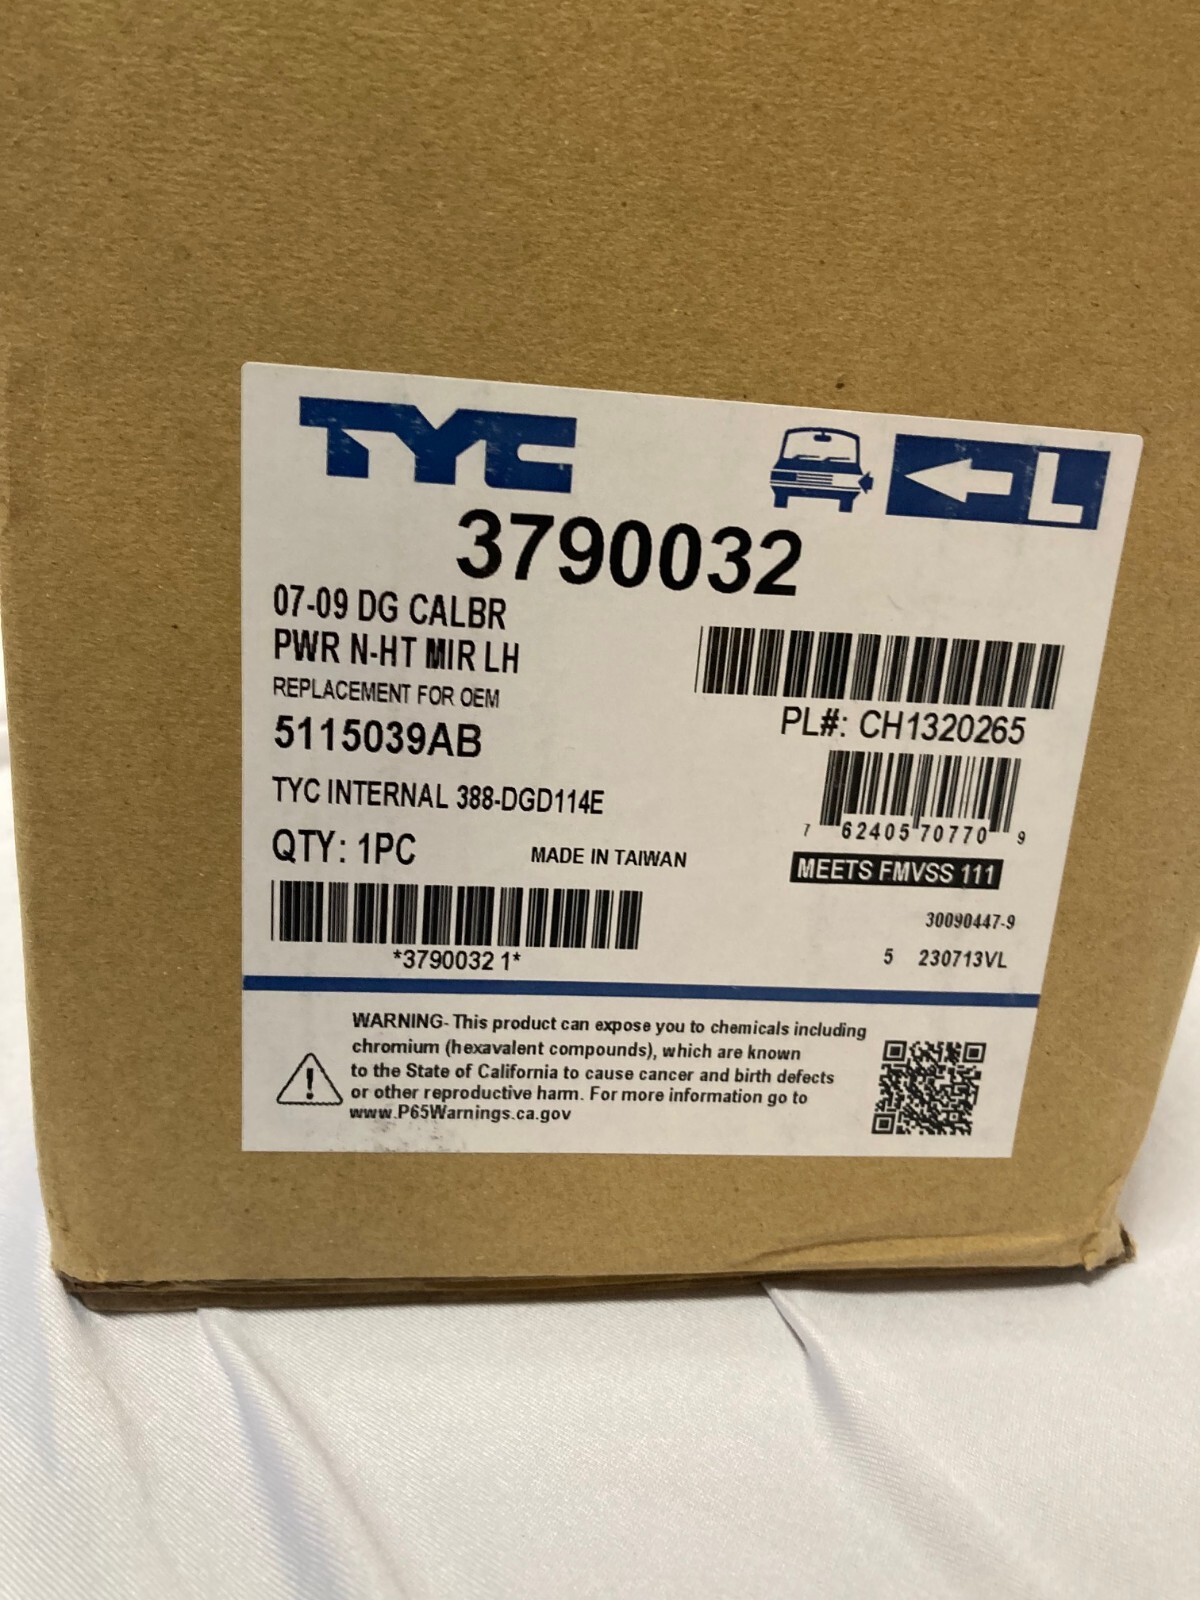 TYC
L
3790032
07-09 DG CALBR
PWR N-HT MIR LH
REPLACEMENT FOR OEM
5115039AB
PL#: CH1320265
TYC INTERNAL 388-DGD114E
7 62405 70770 9
QTY: 1PC
MADE IN TAIWAN
MEETS FMVSS 111
30090447-9
*3790032 1*
5 230713VL
WARNING- This product can expose you to chemicals including
chromium (hexavalent compounds), which are known
to the State of California to cause cancer and birth defects
or other reproductive harm. For more information go to
www.P65Warnings.ca.gov